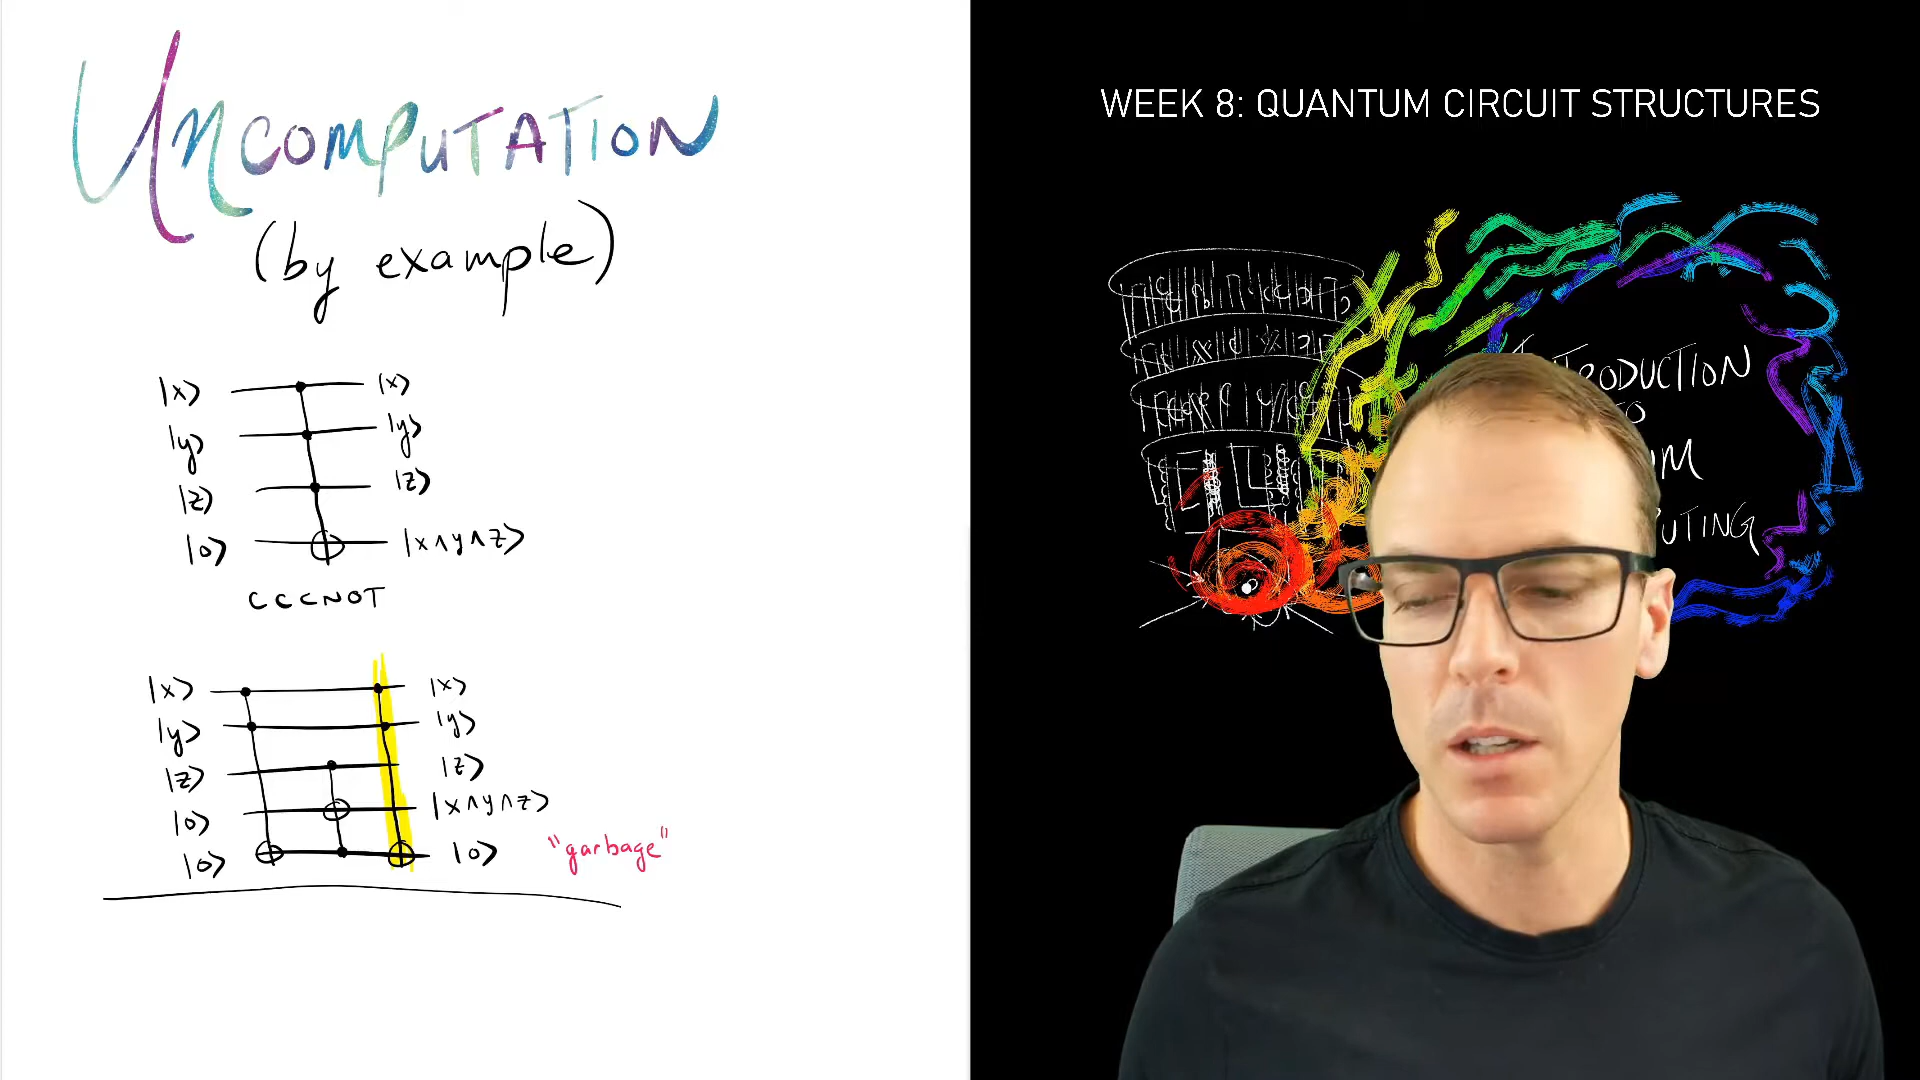 UNCOMPUTATION
(by example)
|x⟩ |x⟩
|y⟩ |y⟩
|z⟩ |z⟩
|0⟩ |x∧y∧z⟩
CCCNOT
|x⟩ |x⟩
|y⟩ |y⟩
|z⟩ |z⟩
|0⟩ |x∧y∧z⟩
|0⟩ |0⟩ "garbage"
WEEK 8: QUANTUM CIRCUIT STRUCTURES